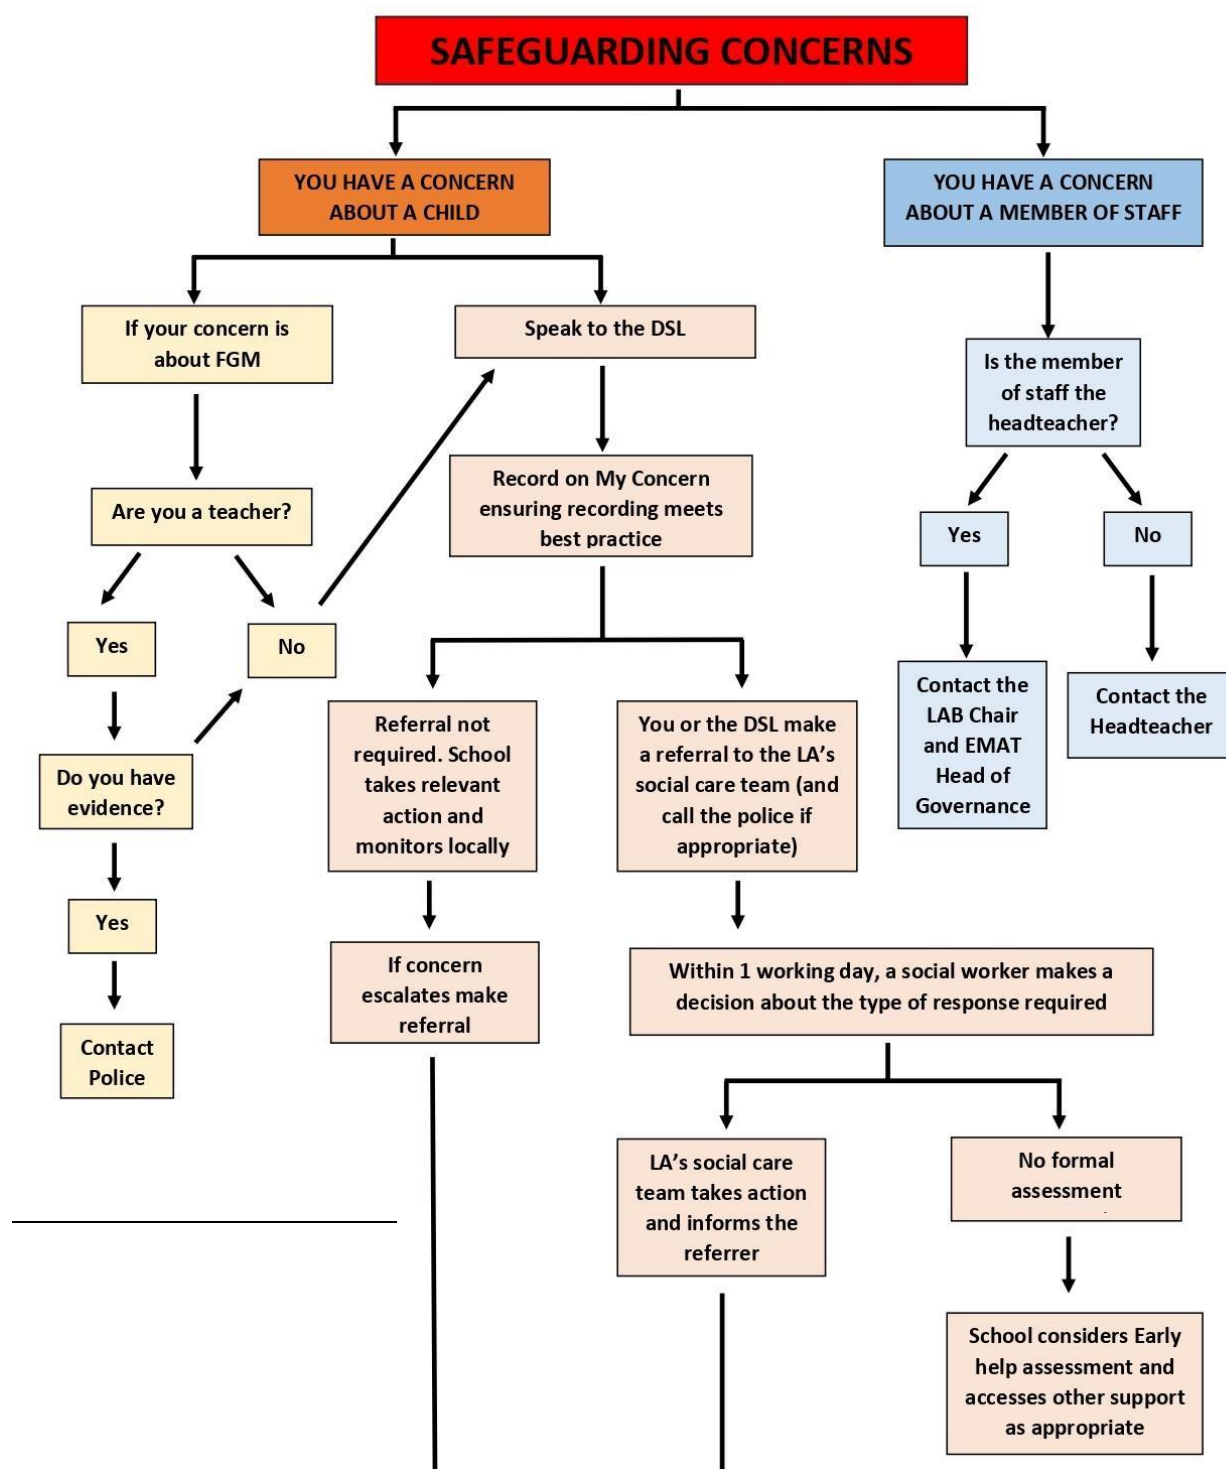 SAFEGUARDING CONCERNS
YOU HAVE A CONCERN
ABOUT A CHILD
YOU HAVE A CONCERN
ABOUT A MEMBER OF STAFF
If your concern is
about FGM
Speak to the DSL
Is the member
of staff the
headteacher?
Are you a teacher?
Record on My Concern
ensuring recording meets
best practice
Yes
No
Yes
No
Do you have
evidence?
Referral not
required. School
takes relevant
action and
monitors locally
You or the DSL make
a referral to the LA's
social care team (and
call the police if
appropriate)
Contact the
LAB Chair
and EMAT
Head of
Governance
Contact the
Headteacher
Yes
If concern
escalates make
referral
Within 1 working day, a social worker makes a
decision about the type of response required
Contact
Police
LA's social care
team takes action
and informs the
referrer
No formal
assessment
School considers Early
help assessment and
accesses other support
as appropriate